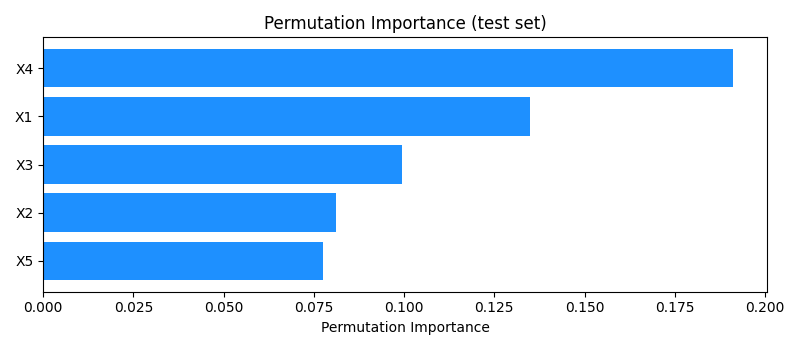 Permutation Importance (test set)
X4
X1
X3
X2
X5
0.000 0.025 0.050 0.075 0.100 0.125 0.150 0.175 0.200
Permutation Importance